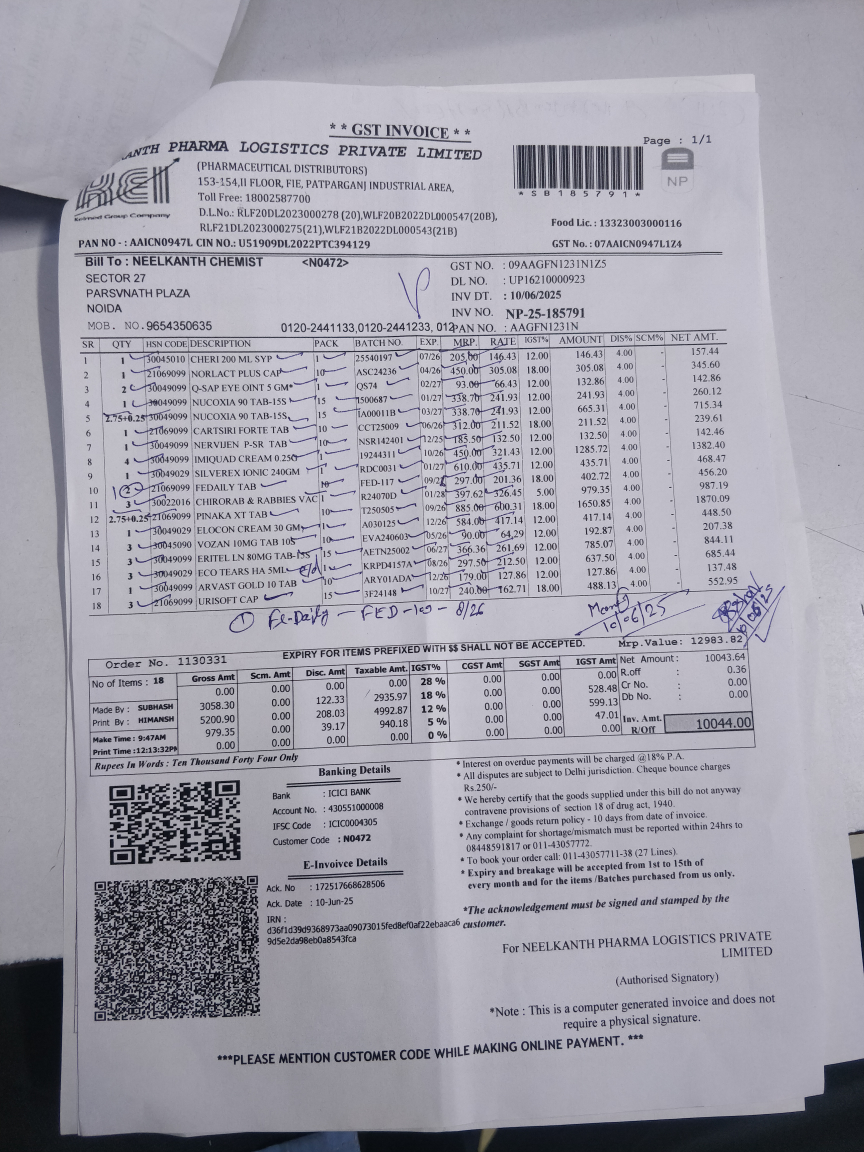 ** GST INVOICE **
Page : 1/1
ANTH PHARMA LOGISTICS PRIVATE LIMITED
(PHARMACEUTICAL DISTRIBUTORS)
153-154,II FLOOR, FIE, PATPARGANJ INDUSTRIAL AREA,
Toll Free: 18002587700
D.L.No.: RLF20DL2023000278 (20),WLF20B2022DL000547(20B),
RLF21DL2023000275(21),WLF21B2022DL000543(21B)
Kelmed Group Company
*SB185791*
NP
Food Lic. : 13323003000116
PAN NO - : AAICN0947L CIN NO.: U51909DL2022PTC394129
GST No. : 07AAICN0947L1Z4
Bill To : NEELKANTH CHEMIST <N0472>
SECTOR 27
PARSVNATH PLAZA
NOIDA
MOB. NO. 9654350635 0120-2441133,0120-2441233, 012
GST NO. : 09AAGFN1231N1Z5
DL NO. : UP16210000923
INV DT. : 10/06/2025
INV NO. NP-25-185791
PAN NO. : AAGFN1231N
SR QTY HSN CODE DESCRIPTION PACK BATCH NO. EXP. MRP. RATE IGST% AMOUNT DIS% SCM% NET AMT.
1 1 30045010 CHERI 200 ML SYP 1 25540197 07/26 205.00 146.43 12.00 146.43 4.00 - 157.44
2 1 21069099 NORLACT PLUS CAP 10 ASC24236 04/26 450.00 305.08 18.00 305.08 4.00 - 345.60
3 2 30049099 Q-SAP EYE OINT 5 GM* 1 QS74 02/27 93.00 66.43 12.00 132.86 4.00 - 142.86
4 1 30049099 NUCOXIA 90 TAB-15S 15 1500687 01/27 338.70 241.93 12.00 241.93 4.00 - 260.12
5 2.75+0.25 30049099 NUCOXIA 90 TAB-15S 15 IA00011B 03/27 338.70 241.93 12.00 665.31 4.00 - 715.34
6 1 21069099 CARTSIRI FORTE TAB 10 CCT25009 06/26 312.00 211.52 18.00 211.52 4.00 - 239.61
7 1 30049099 NERVIJEN P-SR TAB 10 NSR142401 12/25 185.50 132.50 12.00 132.50 4.00 - 142.46
8 4 30049099 IMIQUAD CREAM 0.25G 1 19244311 10/26 450.00 321.43 12.00 1285.72 4.00 - 1382.40
9 1 30049029 SILVEREX IONIC 240GM 1 RDC0031 01/27 610.00 435.71 12.00 435.71 4.00 - 468.47
10 2 21069099 FEDAILY TAB 10 FED-117 09/2 297.00 201.36 18.00 402.72 4.00 - 456.20
11 3 30022016 CHIRORAB & RABBIES VAC 1 R24070D 01/28 397.62 326.45 5.00 979.35 4.00 - 987.19
12 2.75+0.25 21069099 PINAKA XT TAB 10 T250505 09/26 885.00 600.31 18.00 1650.85 4.00 - 1870.09
13 1 30049029 ELOCON CREAM 30 GM 1 A030125 12/26 584.00 417.14 12.00 417.14 4.00 - 448.50
14 3 30045090 VOZAN 10MG TAB 10S 10 EVA240603 05/26 90.00 64.29 12.00 192.87 4.00 - 207.38
15 3 30049099 ERITEL LN 80MG TAB-15S 15 AETN25002 06/27 366.36 261.69 12.00 785.07 4.00 - 844.11
16 3 30049029 ECO TEARS HA 5ML 1 KRPD4157A 08/26 297.50 212.50 12.00 637.50 4.00 - 685.44
17 1 30049099 ARVAST GOLD 10 TAB 10 ARY01ADA 12/26 179.00 127.86 12.00 127.86 4.00 - 137.48
18 3 21069099 URISOFT CAP 15 3F24148 10/27 240.00 162.71 18.00 488.13 4.00 - 552.95
① Fe-Daily — FED-109 - 8/26
10/06/25
EXPIRY FOR ITEMS PREFIXED WITH $$ SHALL NOT BE ACCEPTED.
Mrp.Value: 12983.82
Order No. 1130331
No of Items : 18
Made By : SUBHASH
Print By : HIMANSH
Make Time : 9:47AM
Print Time :12:13:32PM
Gross Amt Scm. Amt Disc. Amt Taxable Amt. IGST% CGST Amt SGST Amt IGST Amt
0.00 0.00 0.00 0.00 28 % 0.00 0.00 0.00
3058.30 0.00 122.33 2935.97 18 % 0.00 0.00 528.48
5200.90 0.00 208.03 4992.87 12 % 0.00 0.00 599.13
979.35 0.00 39.17 940.18 5 % 0.00 0.00 47.01
0.00 0.00 0.00 0.00 0 % 0.00 0.00 0.00
Net Amount : 10043.64
R.off : 0.36
Cr No. : 0.00
Db No. : 0.00
Inv. Amt. R/Off 10044.00
Rupees In Words : Ten Thousand Forty Four Only
Banking Details
Bank : ICICI BANK
Account No. : 430551000008
IFSC Code : ICIC0004305
Customer Code : N0472
E-Invoivce Details
Ack. No : 172517668628506
Ack. Date : 10-Jun-25
IRN :
d36f1d39d9368973aa09073015fed8ef0af22ebaaca6
9d5e2da98eb0a8543fca
* Interest on overdue payments will be charged @18% P.A.
* All disputes are subject to Delhi jurisdiction. Cheque bounce charges
Rs.250/-
* We hereby certify that the goods supplied under this bill do not anyway
contravene provisions of section 18 of drug act, 1940.
* Exchange / goods return policy - 10 days from date of invoice.
* Any complaint for shortage/mismatch must be reported within 24hrs to
08448591817 or 011-43057772.
* To book your order call: 011-43057711-38 (27 Lines).
* Expiry and breakage will be accepted from 1st to 15th of
every month and for the items /Batches purchased from us only.
*The acknowledgement must be signed and stamped by the
customer.
For NEELKANTH PHARMA LOGISTICS PRIVATE
LIMITED
(Authorised Signatory)
*Note : This is a computer generated invoice and does not
require a physical signature.
***PLEASE MENTION CUSTOMER CODE WHILE MAKING ONLINE PAYMENT. ***